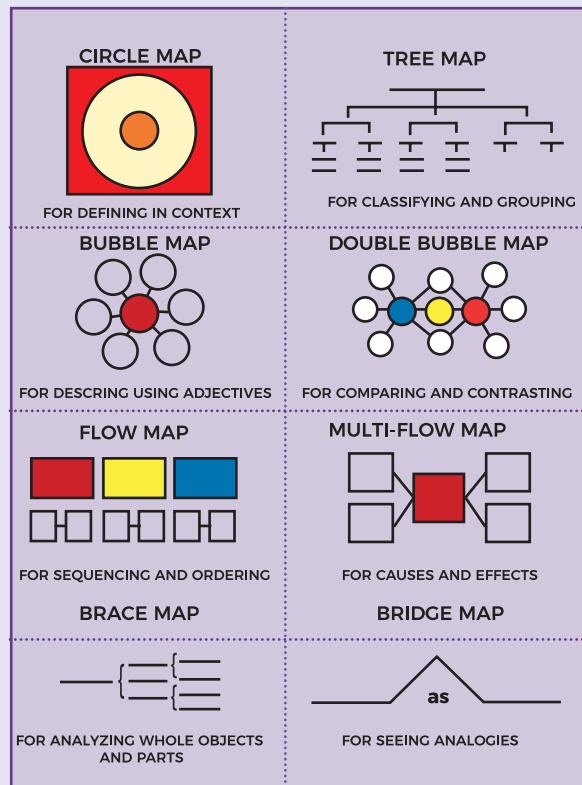 CIRCLE MAP
FOR DEFINING IN CONTEXT
TREE MAP
FOR CLASSIFYING AND GROUPING
BUBBLE MAP
FOR DESCRING USING ADJECTIVES
DOUBLE BUBBLE MAP
FOR COMPARING AND CONTRASTING
FLOW MAP
FOR SEQUENCING AND ORDERING
MULTI-FLOW MAP
FOR CAUSES AND EFFECTS
BRACE MAP
FOR ANALYZING WHOLE OBJECTS
AND PARTS
BRIDGE MAP
as
FOR SEEING ANALOGIES